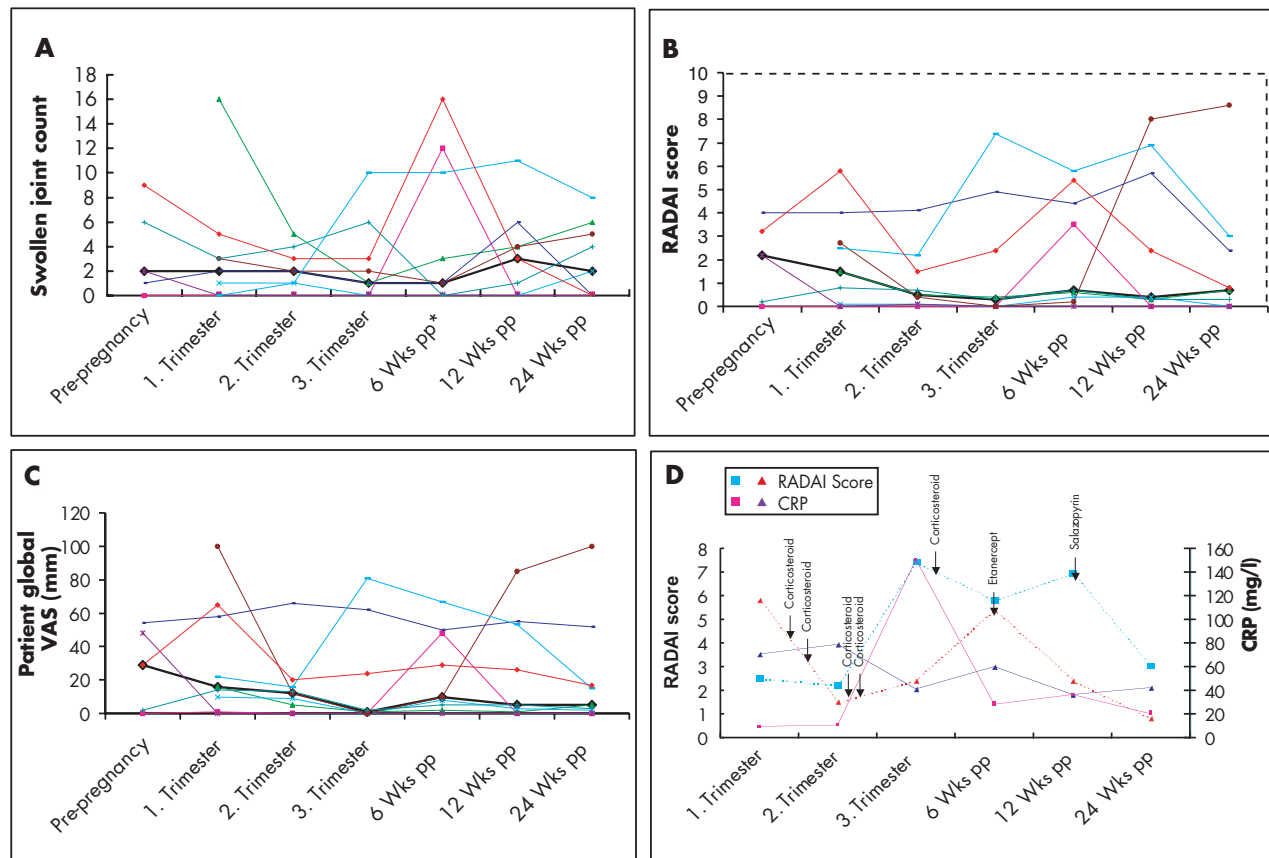 A
Swollen joint count
18
16
14
12
10
8
6
4
2
0
Pre-pregnancy
1. Trimester
2. Trimester
3. Trimester
6 Wks pp*
12 Wks pp
24 Wks pp
B
RADAI score
10
9
8
7
6
5
4
3
2
1
0
Pre-pregnancy
1. Trimester
2. Trimester
3. Trimester
6 Wks pp
12 Wks pp
24 Wks pp
C
Patient global
VAS (mm)
120
100
80
60
40
20
0
Pre-pregnancy
1. Trimester
2. Trimester
3. Trimester
6 Wks pp
12 Wks pp
24 Wks pp
D
RADAI Score
CRP
RADAI score
8
7
6
5
4
3
2
1
0
Corticosteroid
Corticosteroid
Corticosteroid
Corticosteroid
Corticosteroid
Etanercept
Salazopyrin
160
140
120
100
80
60
40
20
0
CRP (mg/l)
1. Trimester
2. Trimester
3. Trimester
6 Wks pp
12 Wks pp
24 Wks pp